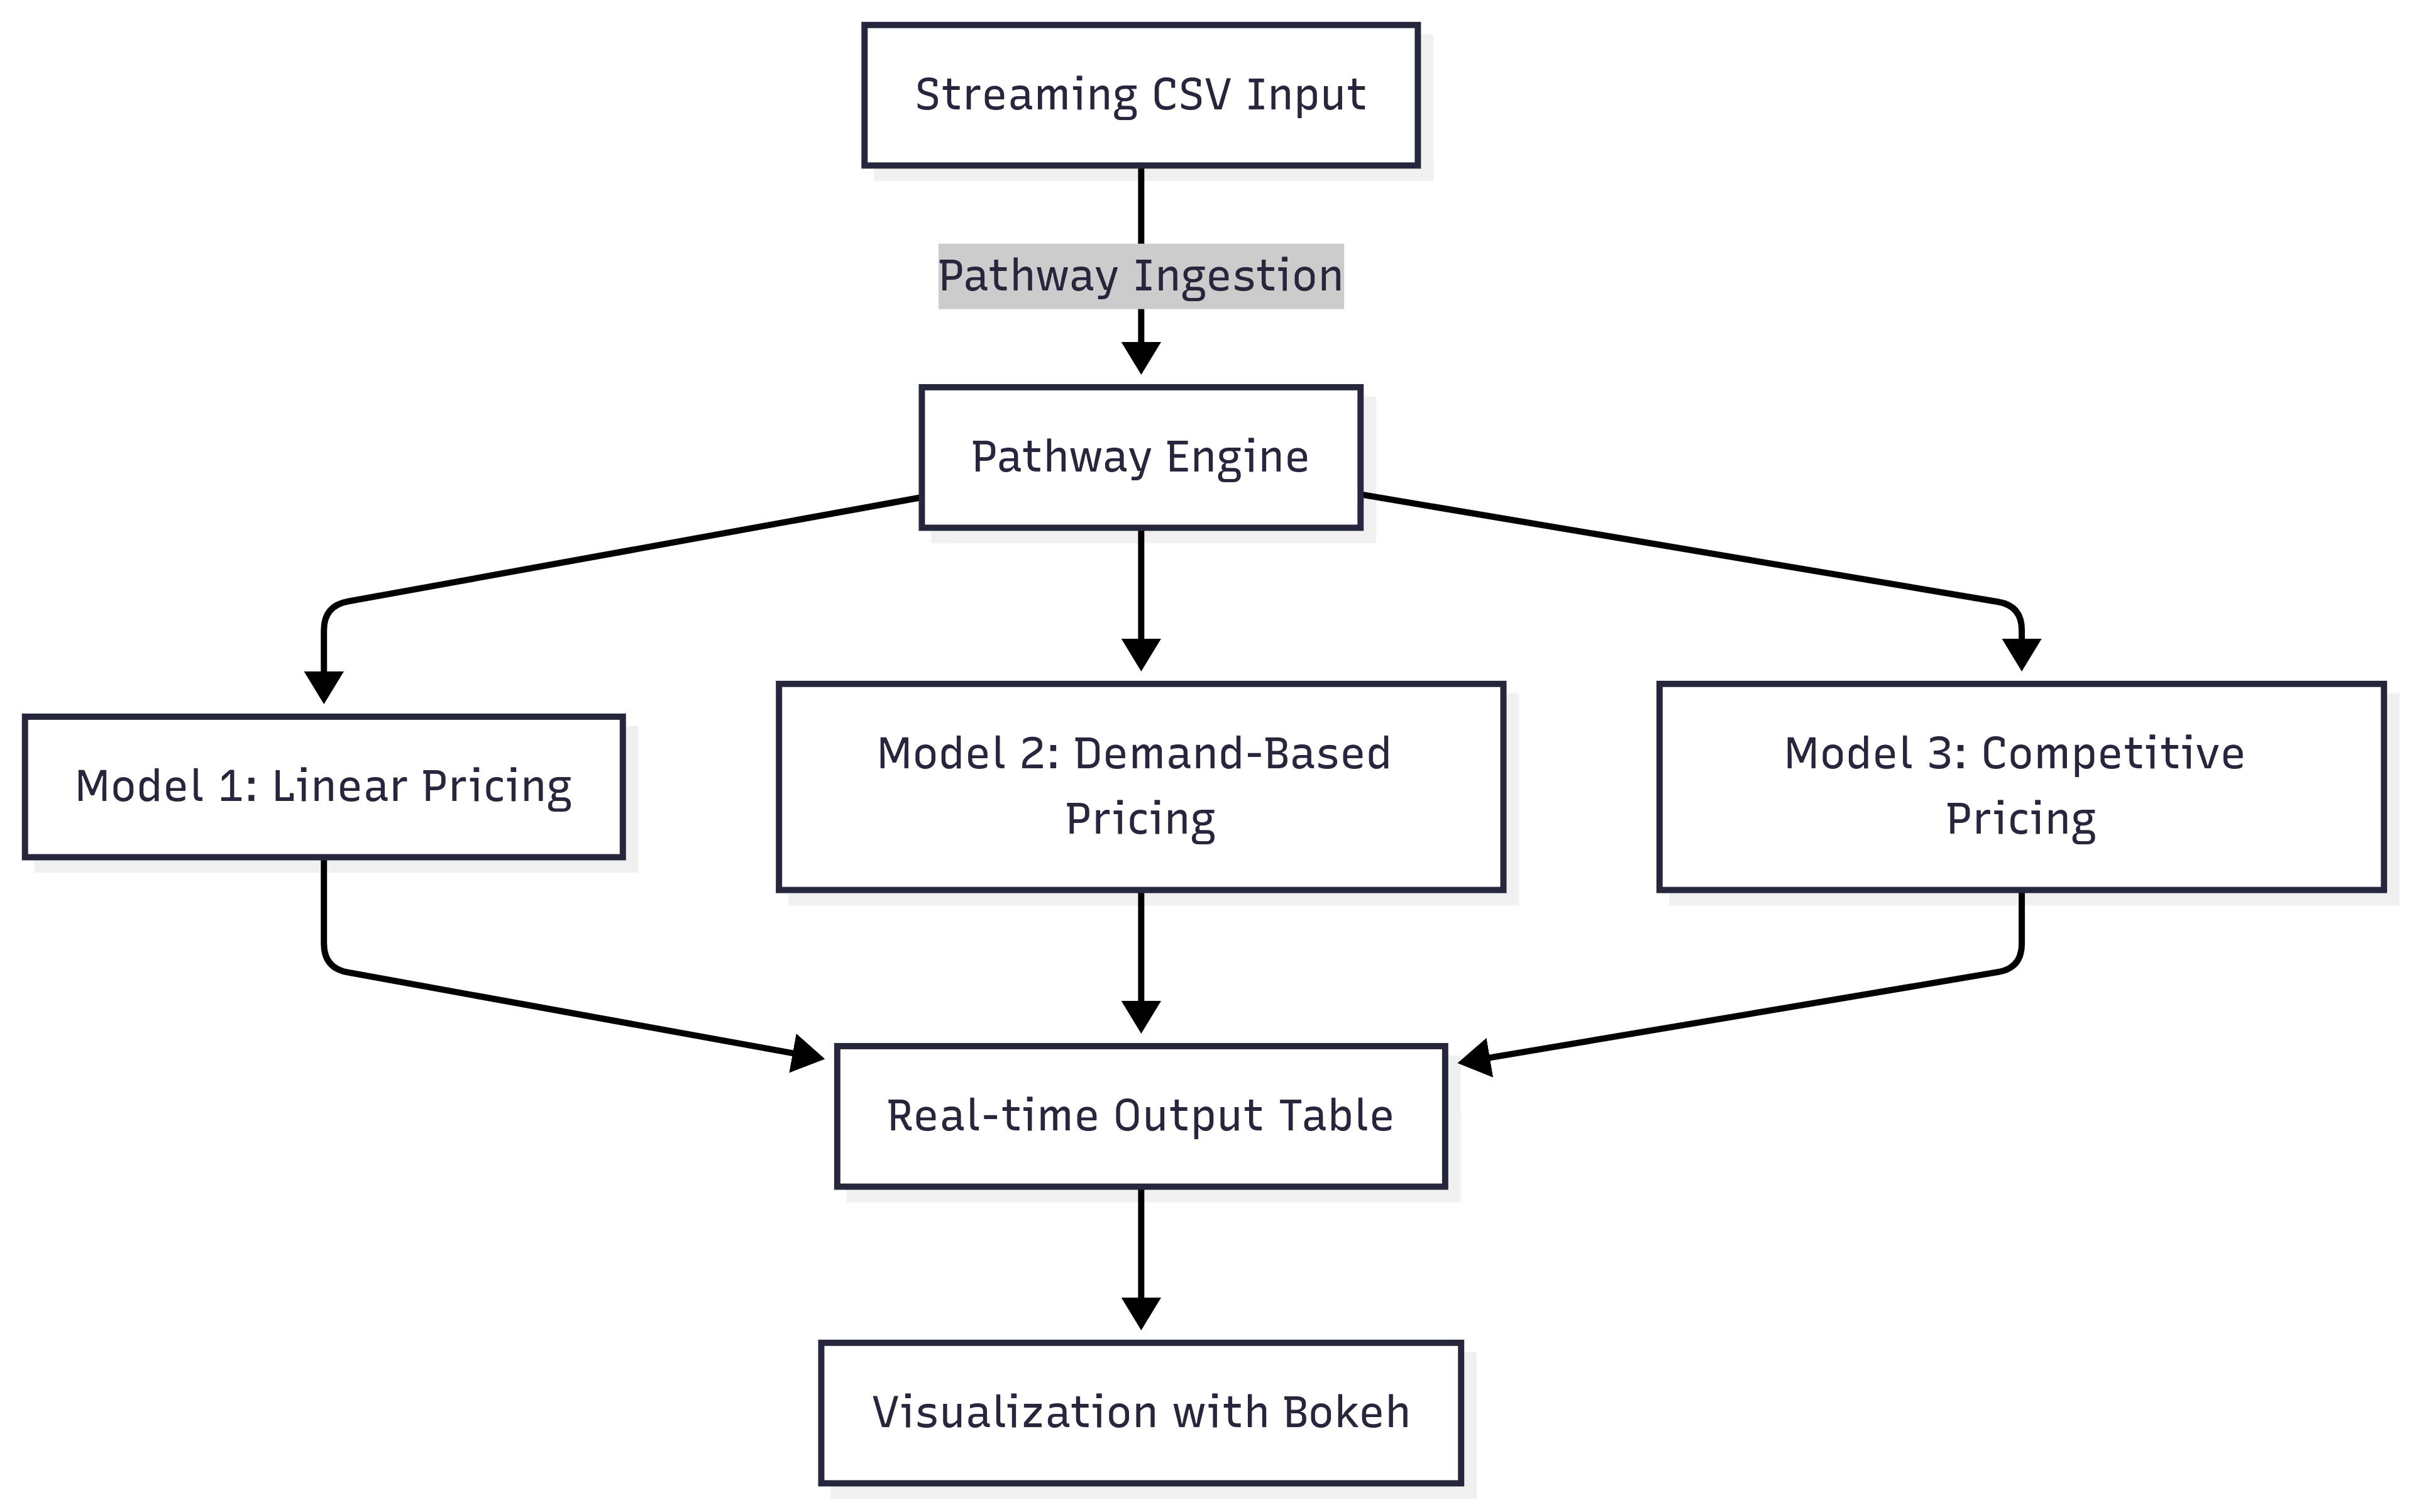 Streaming CSV Input
Pathway Ingestion
Pathway Engine
Model 1: Linear Pricing
Model 2: Demand-Based
Pricing
Model 3: Competitive
Pricing
Real-time Output Table
Visualization with Bokeh